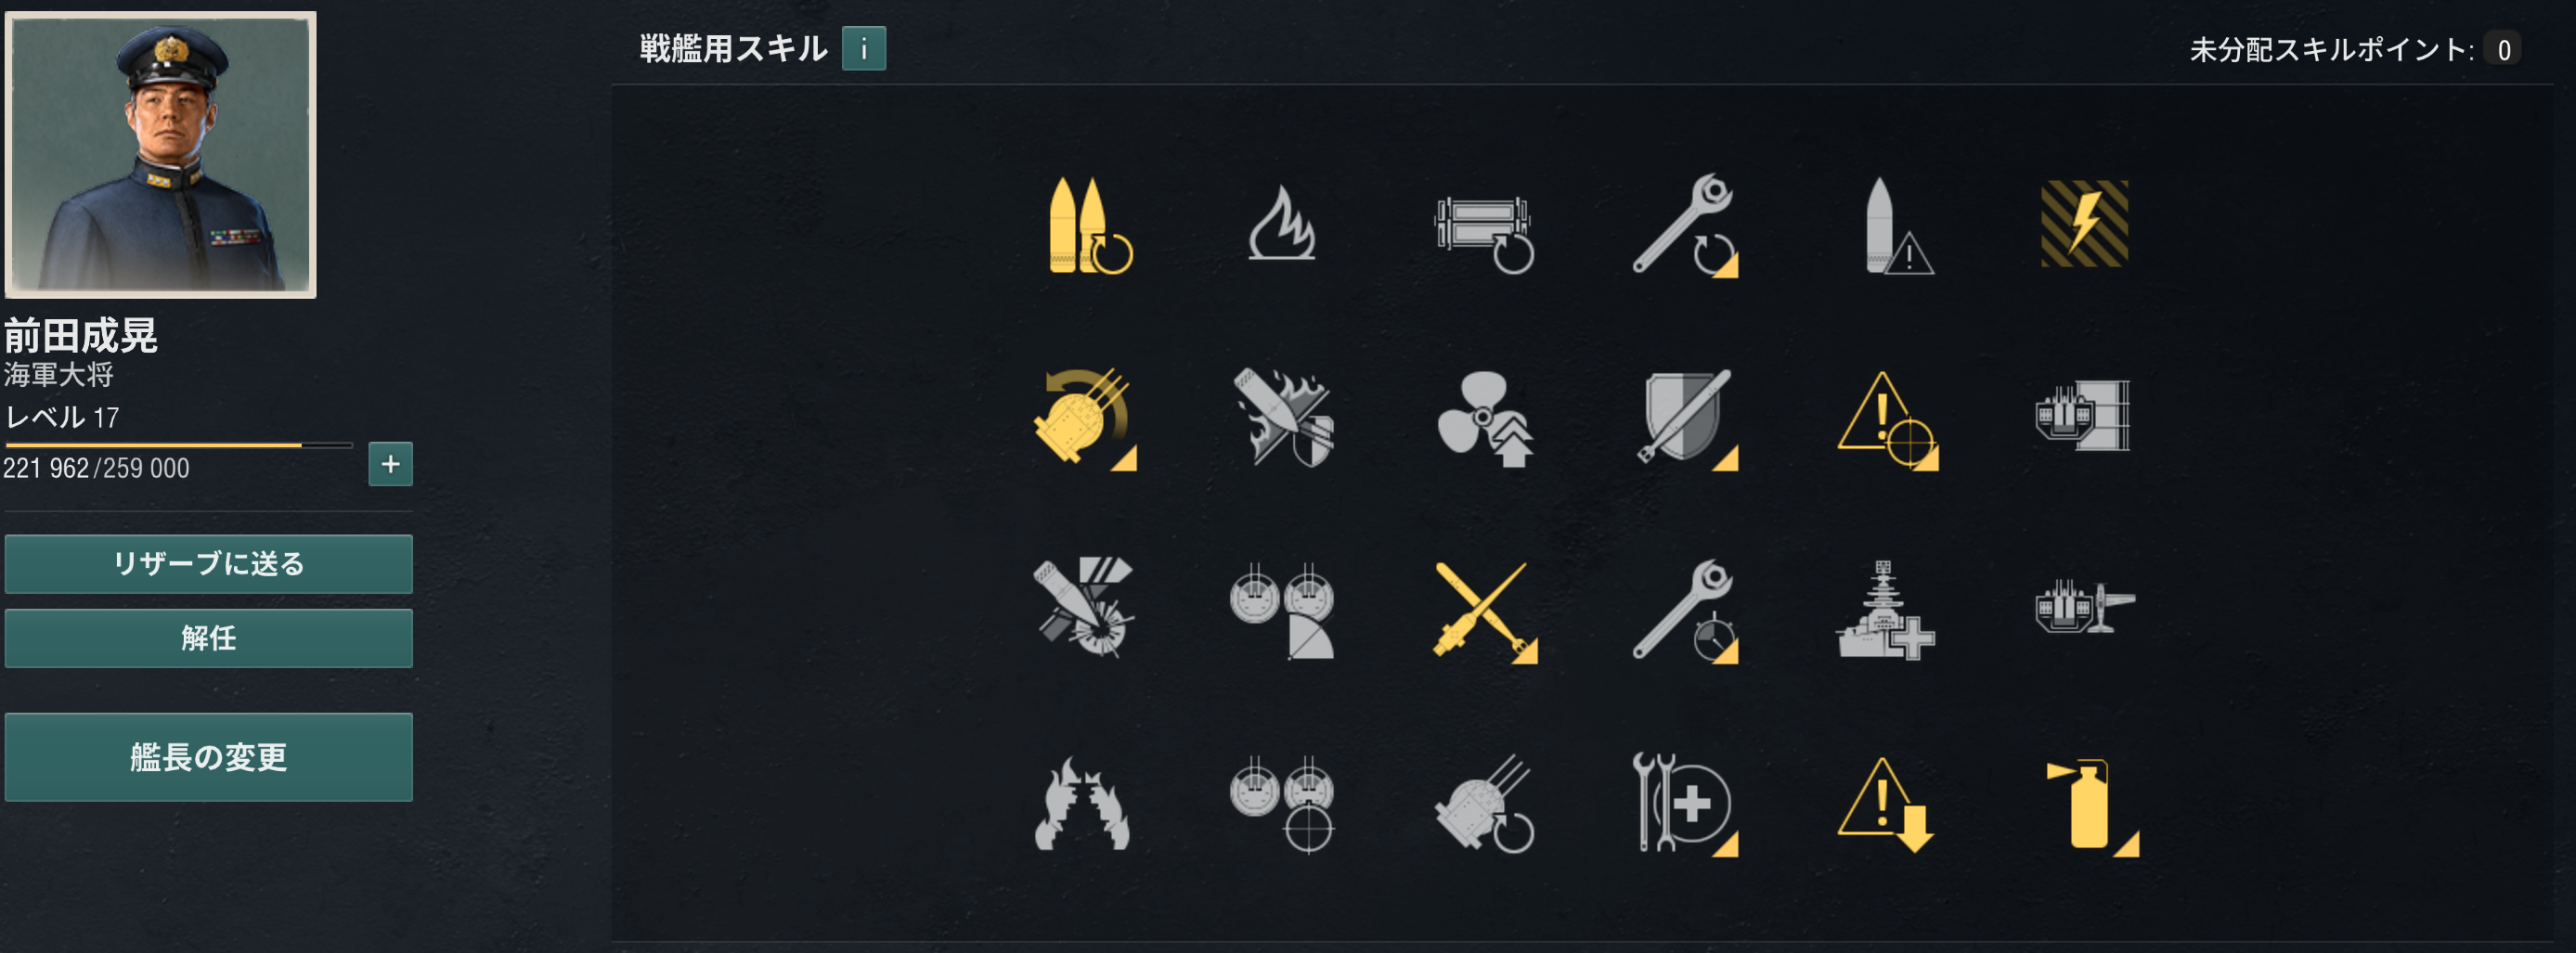 戦艦用スキル i
未分配スキルポイント: 0
前田成晃
海軍大将
レベル 17
221 962/259 000
+
リザーブに送る
解任
艦長の変更